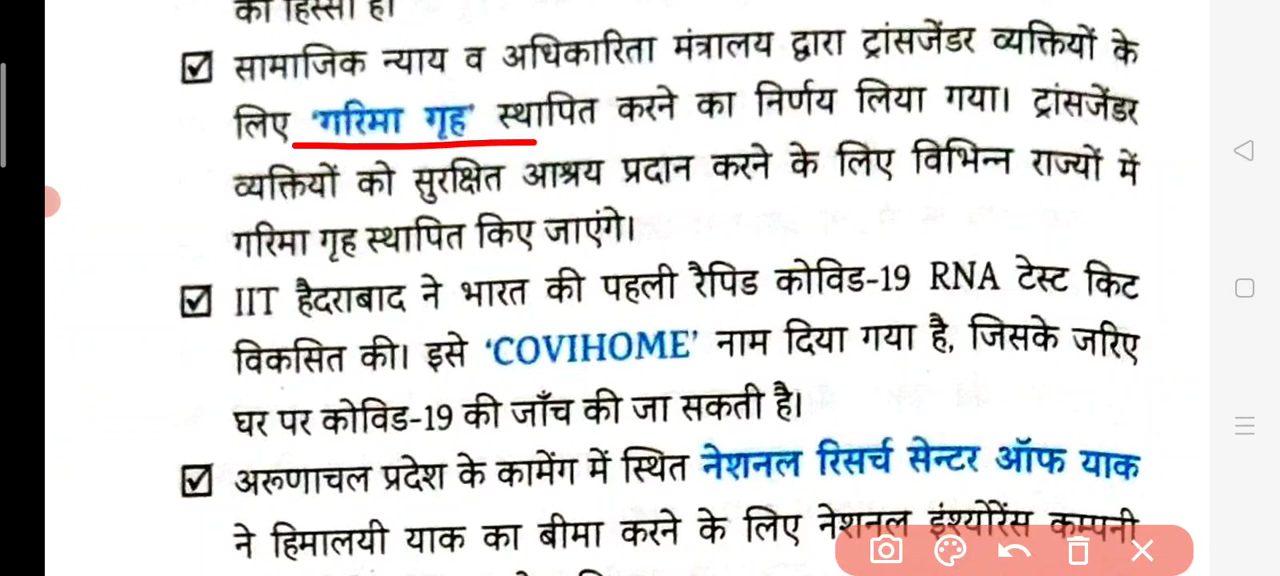 का हिस्सा है।
सामाजिक न्याय व अधिकारिता मंत्रालय द्वारा ट्रांसजेंडर व्यक्तियों के
लिए 'गरिमा गृह' स्थापित करने का निर्णय लिया गया। ट्रांसजेंडर
व्यक्तियों को सुरक्षित आश्रय प्रदान करने के लिए विभिन्न राज्यों में
गरिमा गृह स्थापित किए जाएंगे।
IIT हैदराबाद ने भारत की पहली रैपिड कोविड-19 RNA टेस्ट किट
विकसित की। इसे 'COVIHOME' नाम दिया गया है, जिसके जरिए
घर पर कोविड-19 की जाँच की जा सकती है।
अरूणाचल प्रदेश के कामेंग में स्थित नेशनल रिसर्च सेन्टर ऑफ याक
ने हिमालयी याक का बीमा करने के लिए नेशनल इंश्योरेंस कम्पनी